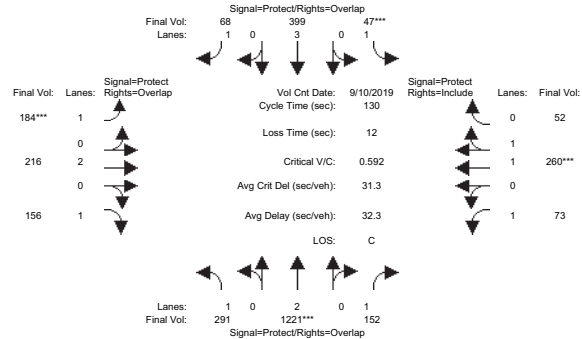 Signal=Protect/Rights=Overlap
Final Vol: 68 399 47***
Lanes: 1 0 3 0 1
Signal=Protect Signal=Protect
Final Vol: Lanes: Rights=Overlap Vol Cnt Date: 9/10/2019 Rights=Include Lanes: Final Vol:
Cycle Time (sec): 130
184*** 1 0 52
Loss Time (sec): 12
0 1
216 2 Critical V/C: 0.592 1 260***
0 Avg Crit Del (sec/veh): 31.3 0
156 1 Avg Delay (sec/veh): 32.3 1 73
LOS: C
Lanes: 1 0 2 0 1
Final Vol: 291 1221*** 152
Signal=Protect/Rights=Overlap